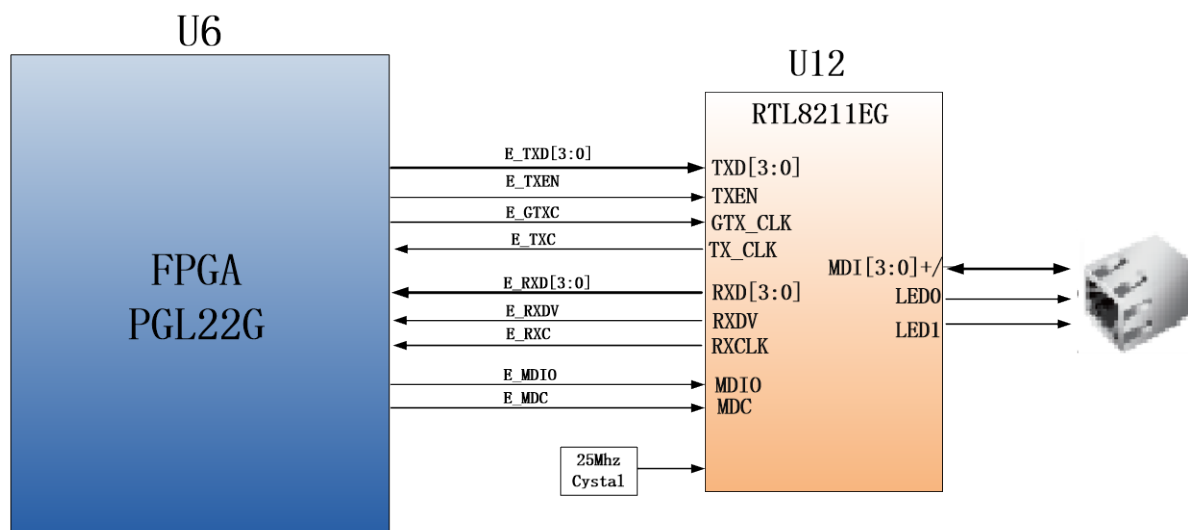 U6
U12
RTL8211EG
FPGA
PGL22G
E_TXD[3:0]
E_TXEN
E_GTXC
E_TXC
E_RXD[3:0]
E_RXDV
E_RXC
E_MDIO
E_MDC
TXD[3:0]
TXEN
GTX_CLK
TX_CLK
RXD[3:0]
RXDV
RXCLK
MDIO
MDC
MDI[3:0]+/
LED0
LED1
25Mhz
Cystal